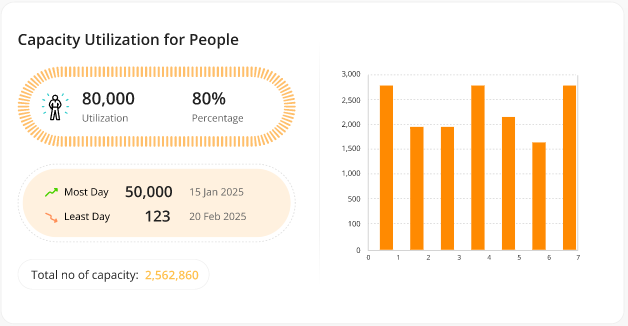 Capacity Utilization for People
80,000 80%
Utilization Percentage
Most Day 50,000 15 Jan 2025
Least Day 123 20 Feb 2025
Total no of capacity: 2,562,860
3,000
2,500
2,000
1,500
1,000
500
100
0
0 1 2 3 4 5 6 7